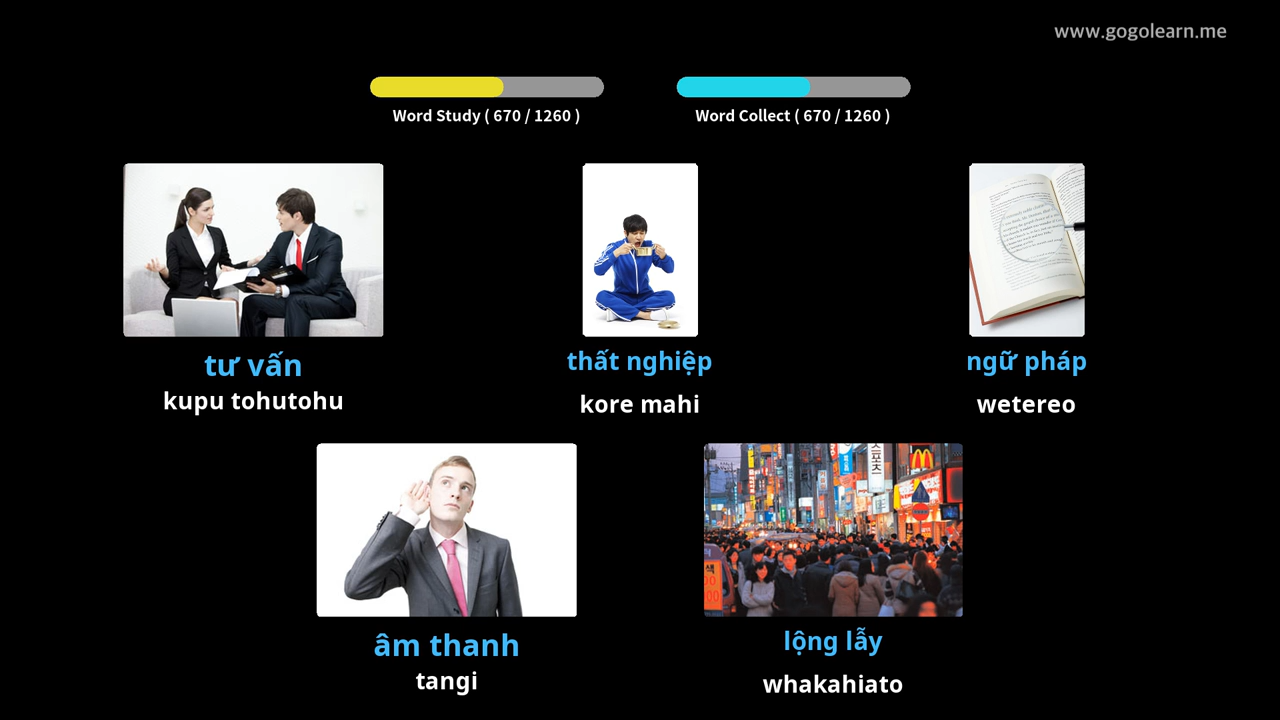 www.gogolearn.me
Word Study ( 670 / 1260 )
Word Collect ( 670 / 1260 )
tư vấn
kupu tohutohu
thất nghiệp
kore mahi
ngữ pháp
wetereo
âm thanh
tangi
lộng lẫy
whakahiato